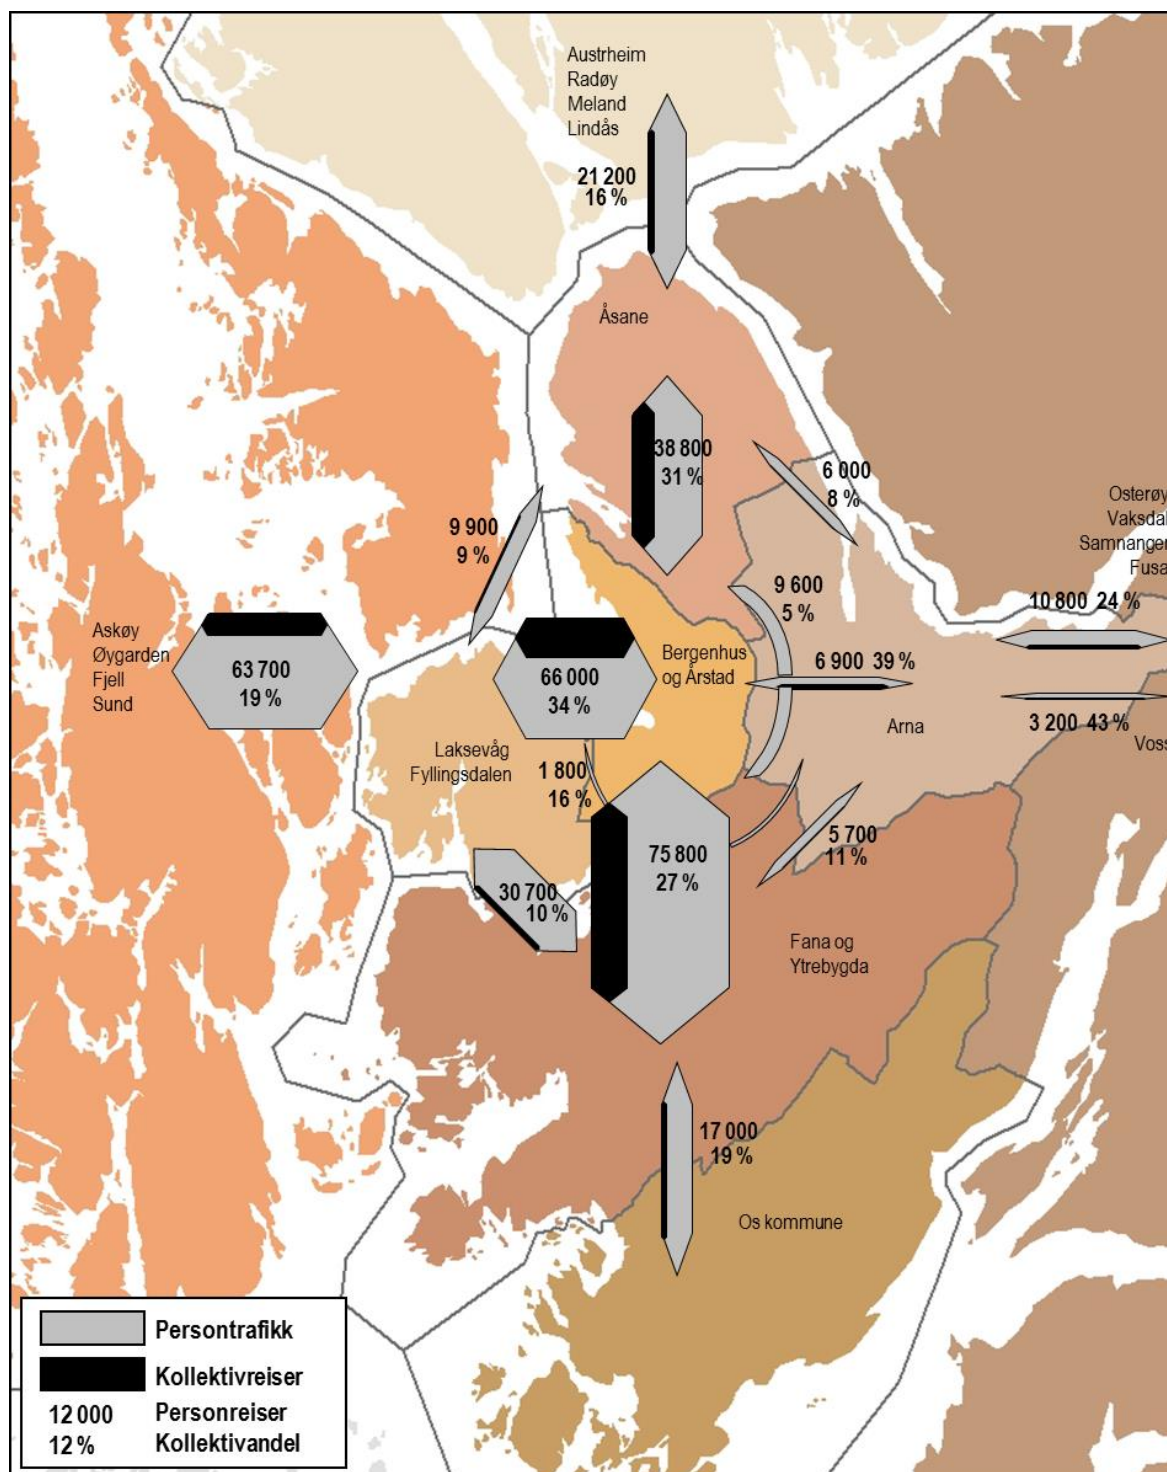 Austrheim
Radøy
Meland
Lindås
21 200
16 %
Åsane
38 800
31 %
6 000
8 %
Osterøy
Vaksdal
Samnanger
Fusa
9 900
9 %
9 600
5 %
10 800 24 %
Askøy
Øygarden
Fjell
Sund
63 700
19 %
66 000
34 %
Bergenhus
og Årstad
6 900 39 %
Arna
3 200 43 %
Voss
Laksevåg
Fyllingsdalen
1 800
16 %
75 800
27 %
5 700
11 %
30 700
10 %
Fana og
Ytrebygda
17 000
19 %
Os kommune
Persontrafikk
Kollektivreiser
12 000 Personreiser
12 % Kollektivandel